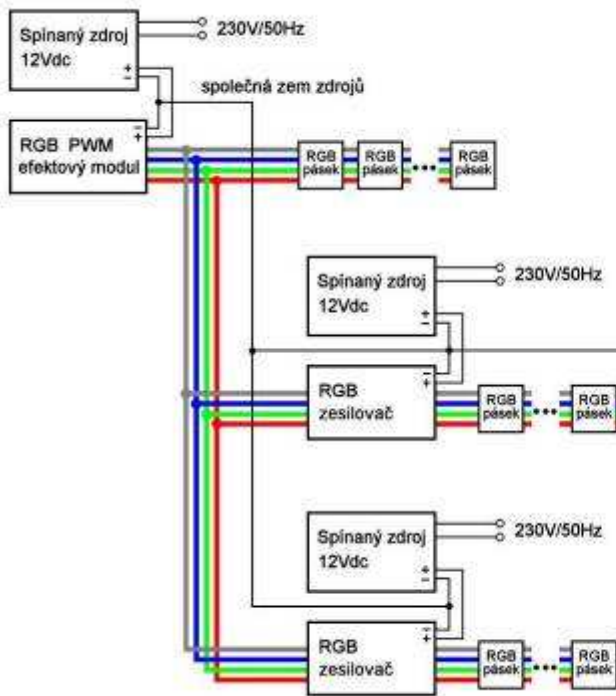 Spínaný zdroj
12Vdc
+
−
230V/50Hz
společná zem zdrojů
RGB PWM
efektový modul
−
+
RGB
pásek
RGB
pásek
RGB
pásek
Spínaný zdroj
12Vdc
+
−
230V/50Hz
RGB
zesilovač
−
+
RGB
pásek
RGB
pásek
Spínaný zdroj
12Vdc
+
−
230V/50Hz
RGB
zesilovač
−
+
RGB
pásek
RGB
pásek